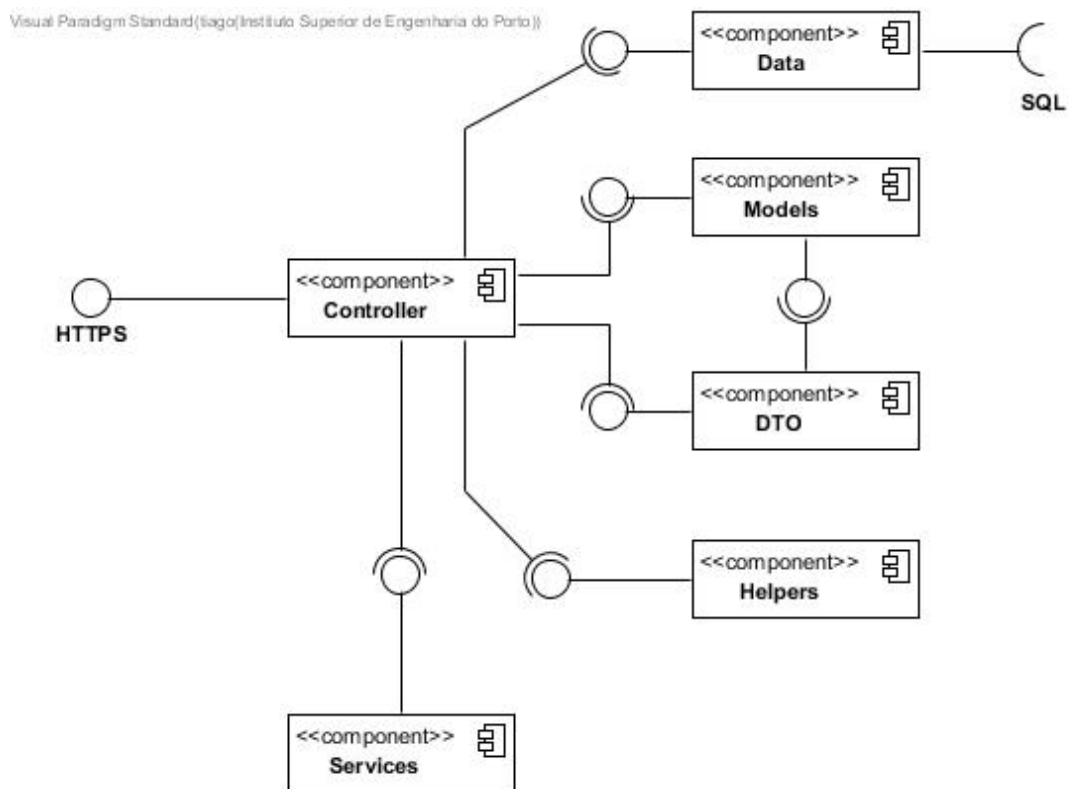 Visual Paradigm Standard(tiago(Instituto Superior de Engenharia do Porto))
<<component>>
Data
SQL
<<component>>
Models
<<component>>
Controller
HTTPS
<<component>>
DTO
<<component>>
Helpers
<<component>>
Services